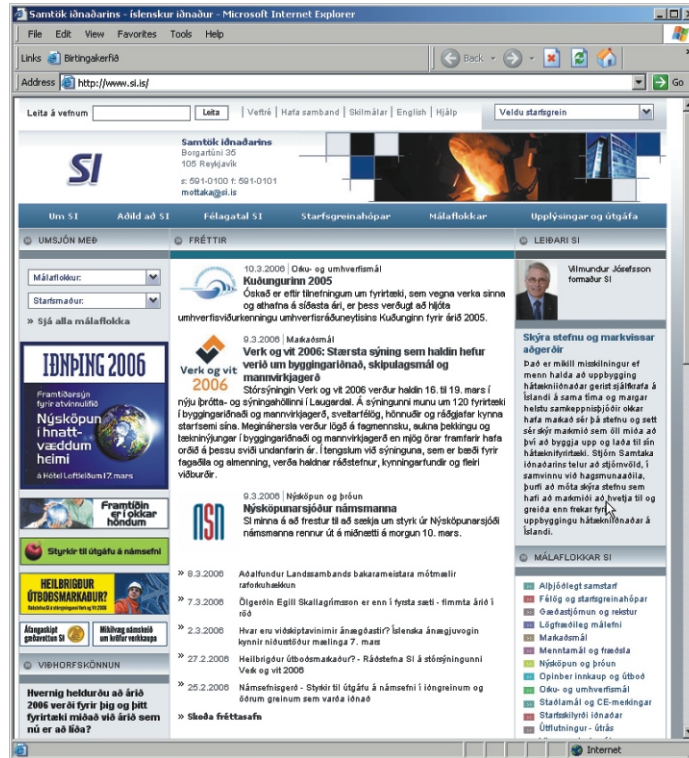 Samtök iðnaðarins - íslenskur iðnaður - Microsoft Internet Explorer
File Edit View Favorites Tools Help
Links Birtingakerfið
Back
Address http://www.si.is/
Go
Leita á vefnum
Leita
Veftré | Hafa samband | Skilmálar | English | Hjálp
Veldu starfsgrein
SI
Samtök iðnaðarins
Borgartúni 35
105 Reykjavík
s: 591-0100 f: 591-0101
mottaka@si.is
Um SI Aðild að SI Félagatal SI Starfsgreinahópar Málaflokkar Upplýsingar og útgáfa
UMSJÓN MEÐ
Málaflokkur:
Starfsmaður:
» Sjá alla málaflokka
IÐNÞING 2006
Framtíðarsýn
fyrir atvinnulífið
Nýsköpun
í hnatt-
væddum
heimi
á Hótel Loftleiðum 17. mars
Framtíðin
er í okkar
höndum
Styrkir til útgáfu á námsefni
HEILBRIGÐUR
ÚTBOÐSMARKAÐUR?
Áfangaskipt
gæðavottun SI
Mikilvæg námskeið
um kröfur verkkaupa
VIÐHORFSKÖNNUN
Hvernig heldurðu að árið
2006 verði fyrir þig og þitt
fyrirtæki miðað við árið sem
nú er að líða?
FRÉTTIR
10.3.2006 | Orku- og umhverfismál
Kuðungurinn 2005
Óskað er eftir tilnefningum um fyrirtæki, sem vegna verka sinna
og athafna á síðasta ári, er þess verðugt að hljóta
umhverfisviðurkenningu umhverfisráðuneytisins Kuðunginn fyrir árið 2005.
Verk og vit
2006
9.3.2006 | Markaðsmál
Verk og vit 2006: Stærsta sýning sem haldin hefur
verið um byggingariðnað, skipulagsmál og
mannvirkjagerð
Stórsýningin Verk og vit 2006 verður haldin 16. til 19. mars í
nýju íþrótta- og sýningahöllinni í Laugardal. Á sýningunni munu um 120 fyrirtæki
í byggingariðnaði og mannvirkjagerð, sveitarfélög, hönnuðir og ráðgjafar kynna
starfsemi sína. Megináhersla verður lögð á fagmennsku, aukna þekkingu og
tækninýjungar í byggingariðnaði og mannvirkjagerð en mjög örar framfarir hafa
orðið á þessu sviði undanfarin ár. Í tengslum við sýninguna, sem er bæði fyrir
fagaðila og almenning, verða haldnar ráðstefnur, kynningarfundir og fleiri
viðburðir.
NSN
9.3.2006 | Nýsköpun og þróun
Nýsköpunarsjóður námsmanna
SI minna á að frestur til að sækja um styrk úr Nýsköpunarsjóði
námsmanna rennur út á miðnætti á morgun 10. mars.
» 8.3.2006 Aðalfundur Landssambands bakarameistara mótmælir
raforkuhækkun
» 7.3.2006 Ölgerðin Egill Skallagrímsson er enn í fyrsta sæti - fimmta árið í
röð
» 2.3.2006 Hvar eru viðskiptavinirnir ánægðastir? Íslenska ánægjuvogin
kynnir niðurstöður mælinga 7. mars
» 27.2.2006 Heilbrigður útboðsmarkaður? - Ráðstefna SI á stórsýningunni
Verk og vit 2006
» 25.2.2006 Námsefnisgerð - Styrkir til útgáfu á námsefni í iðngreinum og
öðrum greinum sem varða iðnað
» Skoða fréttasafn
LEIÐARI SI
Vilmundur Jósefsson
formaður SI
Skýra stefnu og markvissar
aðgerðir
Það er mikill misskilningur ef
menn halda að uppbygging
hátækniiðnaðar gerist sjálfkrafa á
Íslandi á sama tíma og margar
helstu samkeppnisþjóðir okkar
hafa markað sér þá stefnu og sett
sér skýr markmið sem öll miða að
því að byggja upp og laða til sín
hátæknifyrirtæki. Stjórn Samtaka
iðnaðarins telur að stjórnvöld, í
samvinnu við hagsmunaaðila,
þurfi að móta skýra stefnu sem
hafi að markmiði að hvetja til og
greiða enn frekar fyrir
uppbyggingu hátækniiðnaðar á
Íslandi.
MÁLAFLOKKAR SI
Alþjóðlegt samstarf
Félög og starfsgreinahópar
Gæðastjórnun og rekstur
Lögfræðileg málefni
Markaðsmál
Menntamál og fræðsla
Nýsköpun og þróun
Opinber innkaup og útboð
Orku- og umhverfismál
Staðlamál og CE-merkingar
Starfsskilyrði iðnaðar
Útflutningur - útrás
Internet